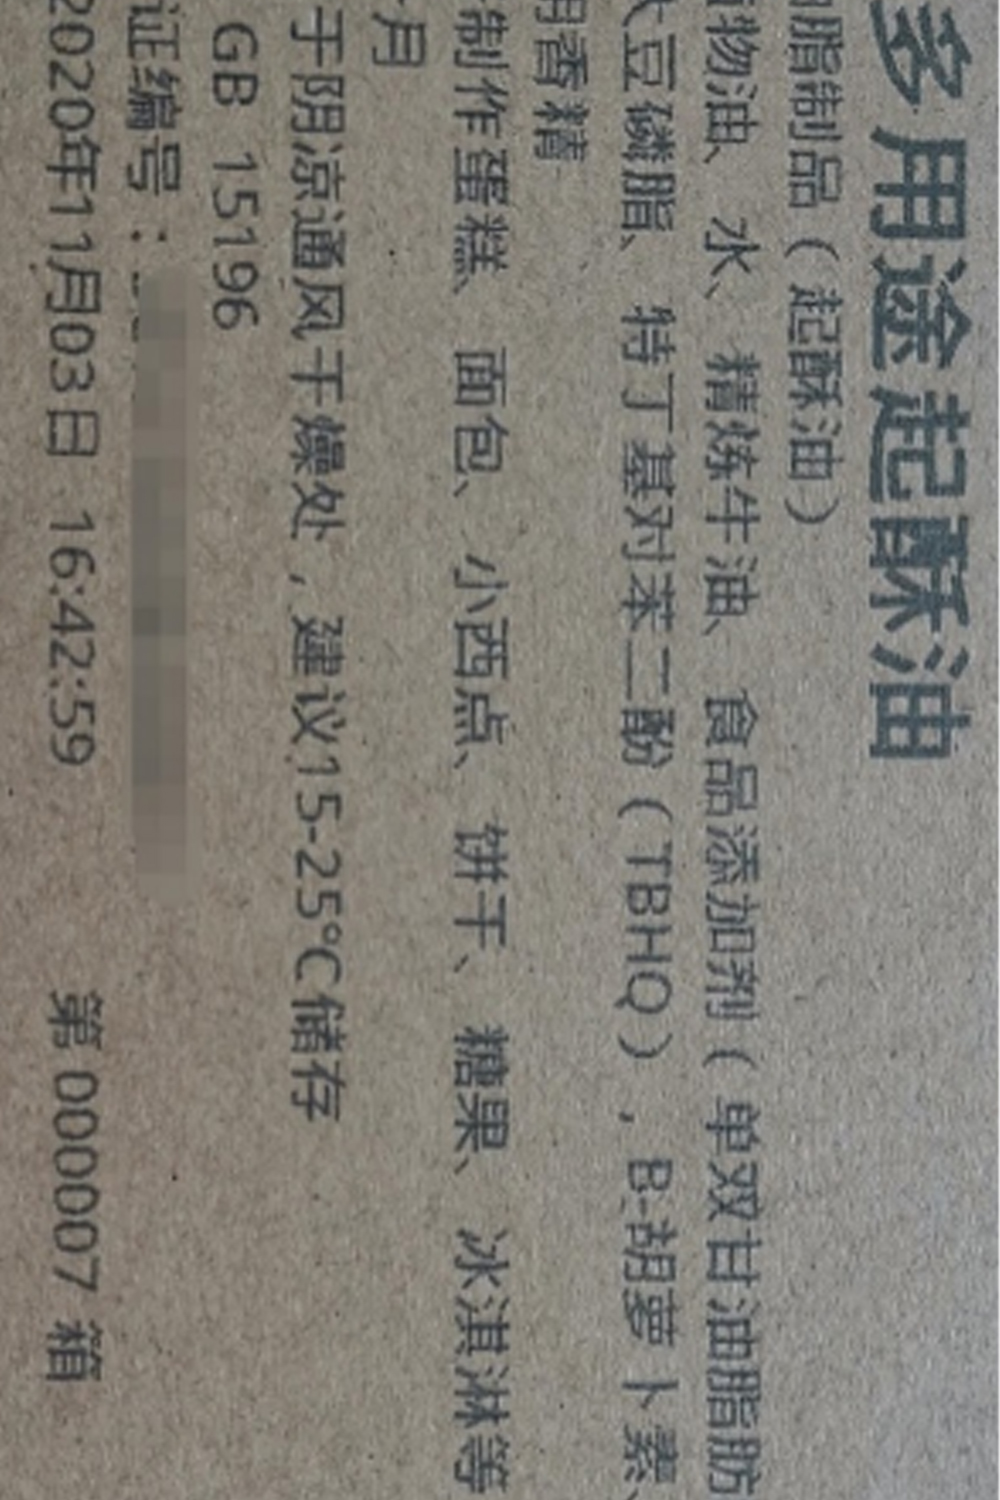 多用途起酥油
脂制品（起酥油）
物油、水、精炼牛油、食品添加剂（单双甘油脂肪
大豆磷脂、特丁基对苯二酚（TBHQ），B-胡萝卜素、
用香精
制作蛋糕、面包、小西点、饼干、糖果、冰淇淋等
月
于阴凉通风干燥处，建议15-25°C储存
GB 15196
证编号：
2020年11月03日 16:42:59 第 000007 箱